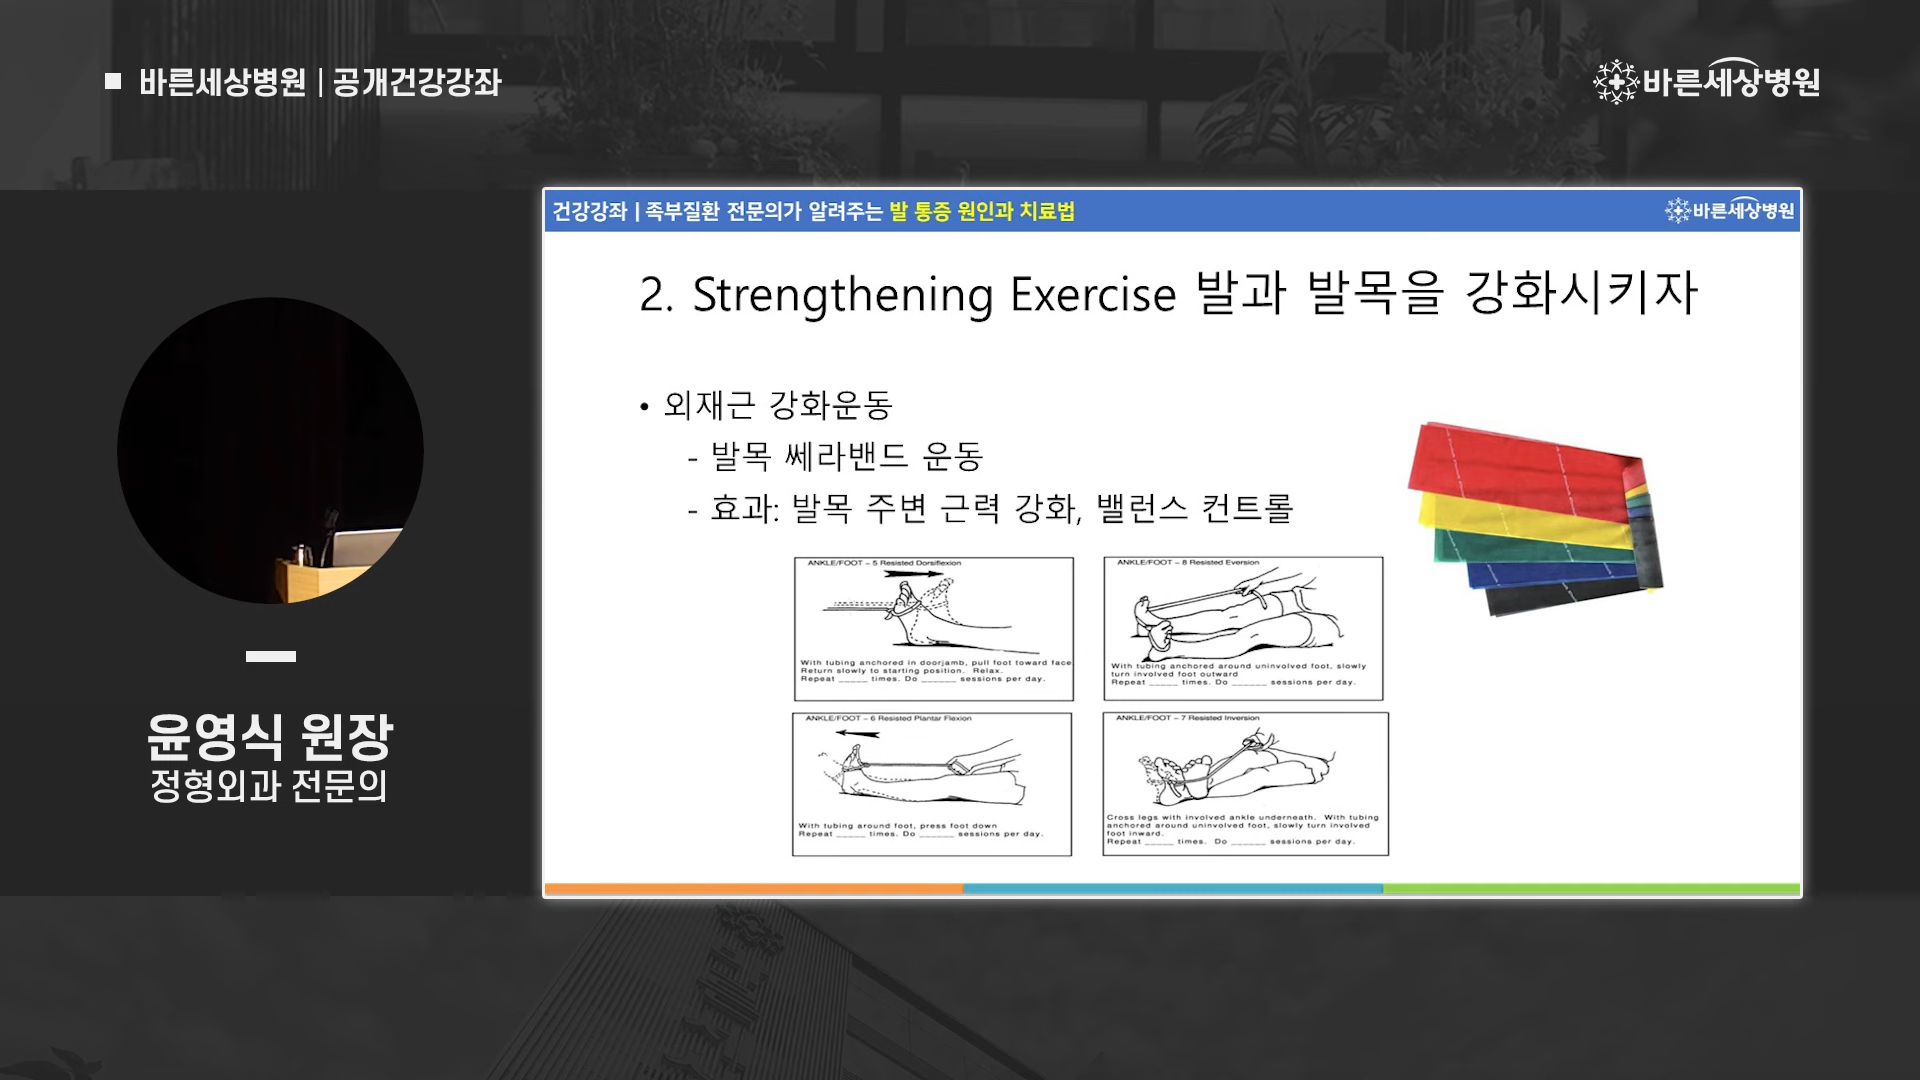 바른세상병원 | 공개건강강좌
바른세상병원
윤영식 원장
정형외과 전문의
건강강좌 | 족부질환 전문의가 알려주는 발 통증 원인과 치료법
바른세상병원
2. Strengthening Exercise 발과 발목을 강화시키자
• 외재근 강화운동
- 발목 쎄라밴드 운동
- 효과: 발목 주변 근력 강화, 밸런스 컨트롤
ANKLE/FOOT – 5 Resisted Dorsiflexion
With tubing anchored in doorjamb, pull foot toward face
Return slowly to starting position. Relax.
Repeat _____ times. Do ______ sessions per day.
ANKLE/FOOT – 8 Resisted Eversion
With tubing anchored around uninvolved foot, slowly
turn involved foot outward
Repeat _____ times. Do ______ sessions per day.
ANKLE/FOOT – 6 Resisted Plantar Flexion
With tubing around foot, press foot down
Repeat _____ times. Do ______ sessions per day.
ANKLE/FOOT – 7 Resisted Inversion
Cross legs with involved ankle underneath. With tubing
anchored around uninvolved foot, slowly turn involved
foot inward.
Repeat _____ times. Do ______ sessions per day.